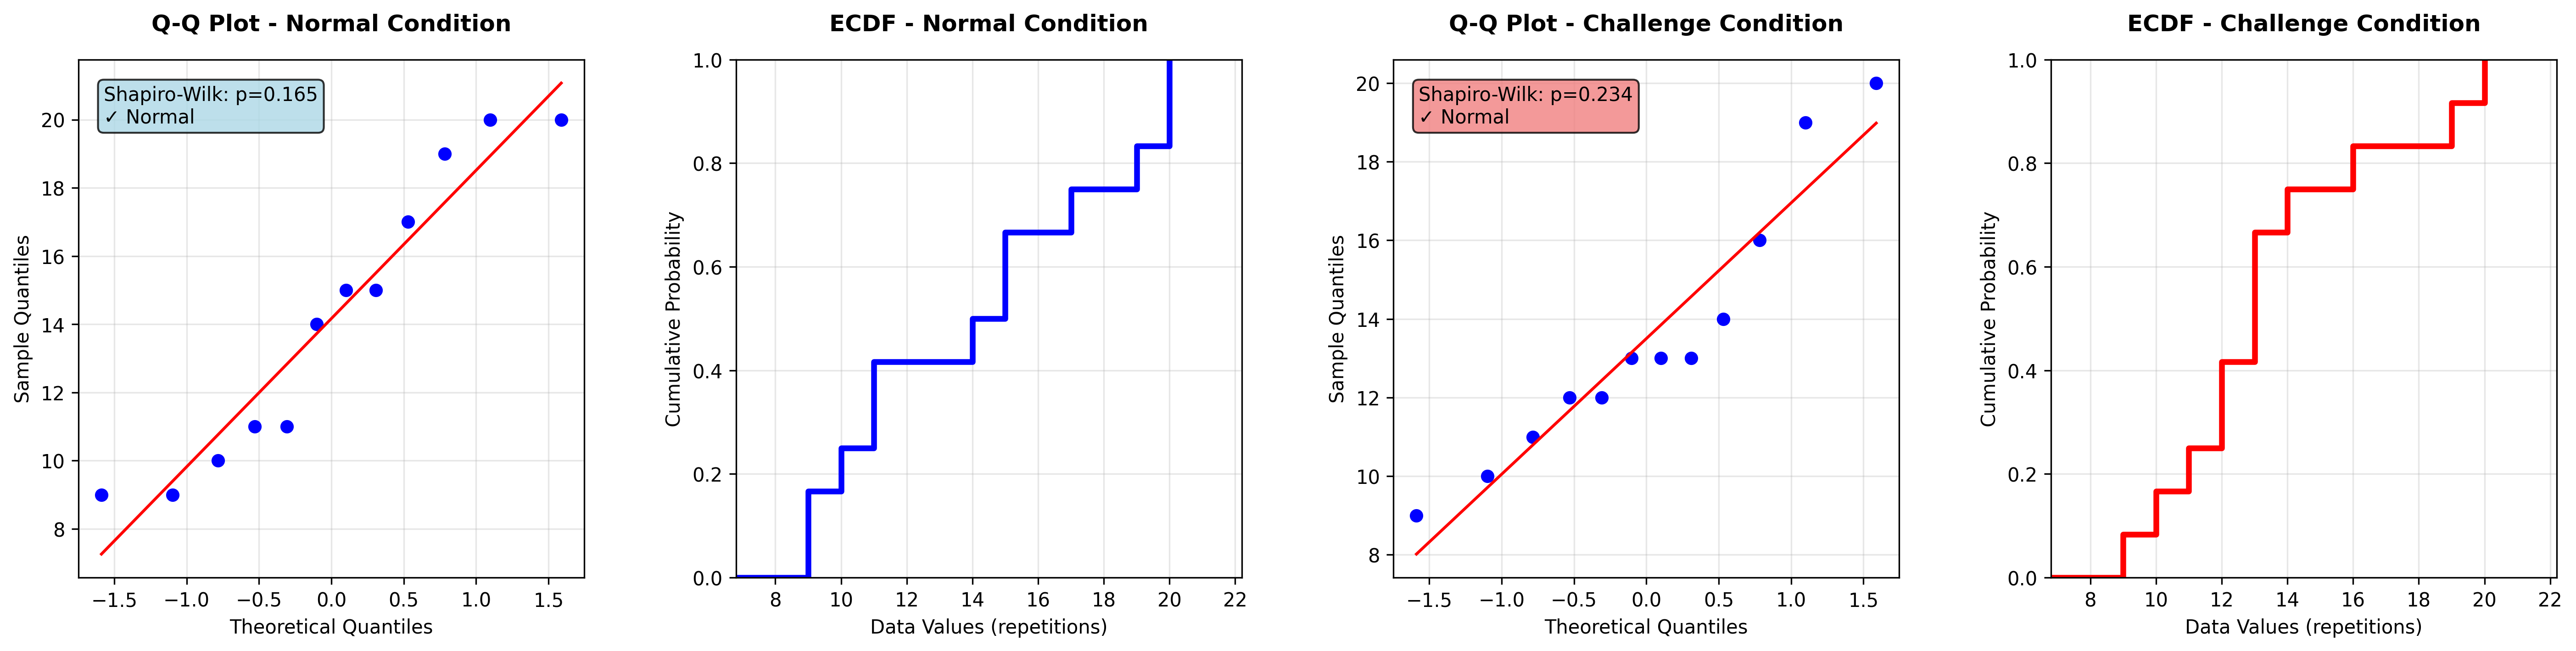 Q-Q Plot - Normal Condition
Shapiro-Wilk: p=0.165
✓ Normal
20
18
16
14
12
10
8
Sample Quantiles
−1.5 −1.0 −0.5 0.0 0.5 1.0 1.5
Theoretical Quantiles
ECDF - Normal Condition
1.0
0.8
0.6
0.4
0.2
0.0
Cumulative Probability
8 10 12 14 16 18 20 22
Data Values (repetitions)
Q-Q Plot - Challenge Condition
Shapiro-Wilk: p=0.234
✓ Normal
20
18
16
14
12
10
8
Sample Quantiles
−1.5 −1.0 −0.5 0.0 0.5 1.0 1.5
Theoretical Quantiles
ECDF - Challenge Condition
1.0
0.8
0.6
0.4
0.2
0.0
Cumulative Probability
8 10 12 14 16 18 20 22
Data Values (repetitions)